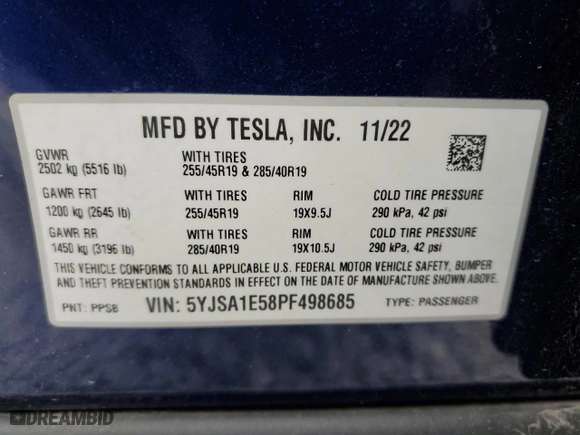 MFD BY TESLA, INC. 11/22
GVWR WITH TIRES
2502 kg (5516 lb) 255/45R19 & 285/40R19
GAWR FRT WITH TIRES RIM COLD TIRE PRESSURE
1200 kg (2645 lb) 255/45R19 19X9.5J 290 kPa, 42 psi
GAWR RR WITH TIRES RIM COLD TIRE PRESSURE
1450 kg (3196 lb) 285/40R19 19X10.5J 290 kPa, 42 psi
THIS VEHICLE CONFORMS TO ALL APPLICABLE U.S. FEDERAL MOTOR VEHICLE SAFETY, BUMPER,
AND THEFT PREVENTION STANDARDS IN EFFECT ON THE DATE OF MANUFACTURE SHOWN ABOVE.
PNT: PPSB VIN: 5YJSA1E58PF498685 TYPE: PASSENGER
DREAMBID